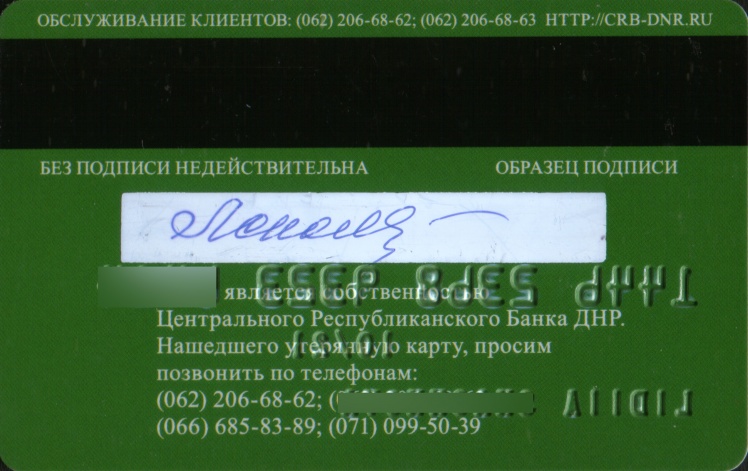 ОБСЛУЖИВАНИЕ КЛИЕНТОВ: (062) 206-68-62; (062) 206-68-63 HTTP://CRB-DNR.RU
БЕЗ ПОДПИСИ НЕДЕЙСТВИТЕЛЬНА ОБРАЗЕЦ ПОДПИСИ
является собственностью
Центрального Республиканского Банка ДНР.
Нашедшего утерянную карту, просим
позвонить по телефонам:
(062) 206-68-62; (
(066) 685-83-89; (071) 099-50-39